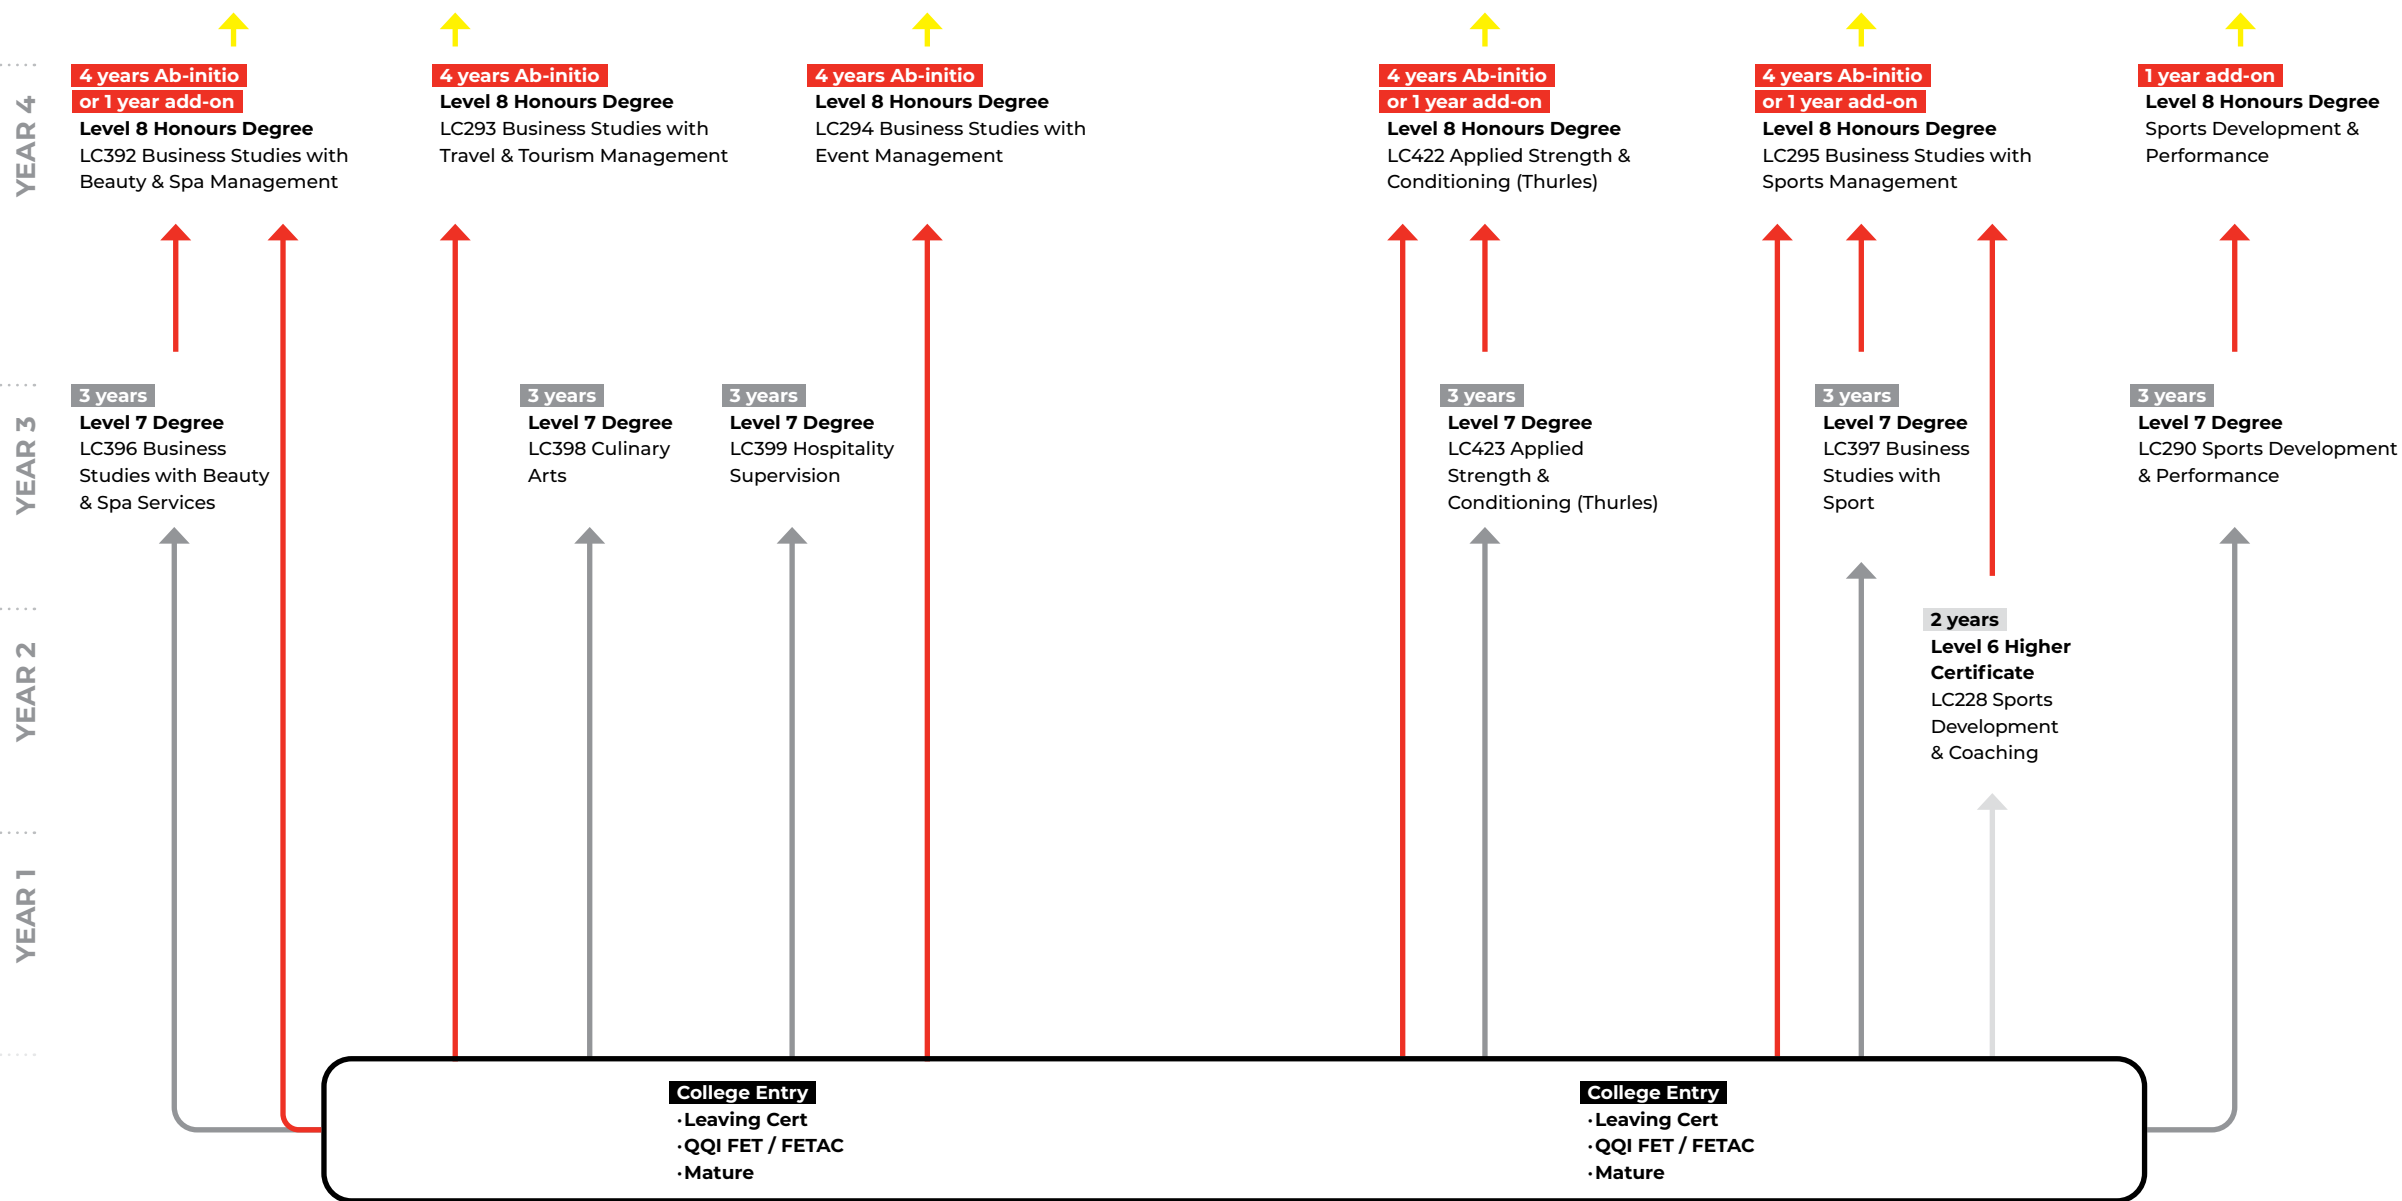 YEAR 4
4 years Ab-initio
or 1 year add-on
Level 8 Honours Degree
LC392 Business Studies with
Beauty & Spa Management
4 years Ab-initio
Level 8 Honours Degree
LC293 Business Studies with
Travel & Tourism Management
4 years Ab-initio
Level 8 Honours Degree
LC294 Business Studies with
Event Management
4 years Ab-initio
or 1 year add-on
Level 8 Honours Degree
LC422 Applied Strength &
Conditioning (Thurles)
4 years Ab-initio
or 1 year add-on
Level 8 Honours Degree
LC295 Business Studies with
Sports Management
1 year add-on
Level 8 Honours Degree
Sports Development &
Performance
YEAR 3
3 years
Level 7 Degree
LC396 Business
Studies with Beauty
& Spa Services
3 years
Level 7 Degree
LC398 Culinary
Arts
3 years
Level 7 Degree
LC399 Hospitality
Supervision
3 years
Level 7 Degree
LC423 Applied
Strength &
Conditioning (Thurles)
3 years
Level 7 Degree
LC397 Business
Studies with
Sport
3 years
Level 7 Degree
LC290 Sports Development
& Performance
YEAR 2
2 years
Level 6 Higher
Certificate
LC228 Sports
Development
& Coaching
YEAR 1
College Entry
·Leaving Cert
·QQI FET / FETAC
·Mature
College Entry
·Leaving Cert
·QQI FET / FETAC
·Mature